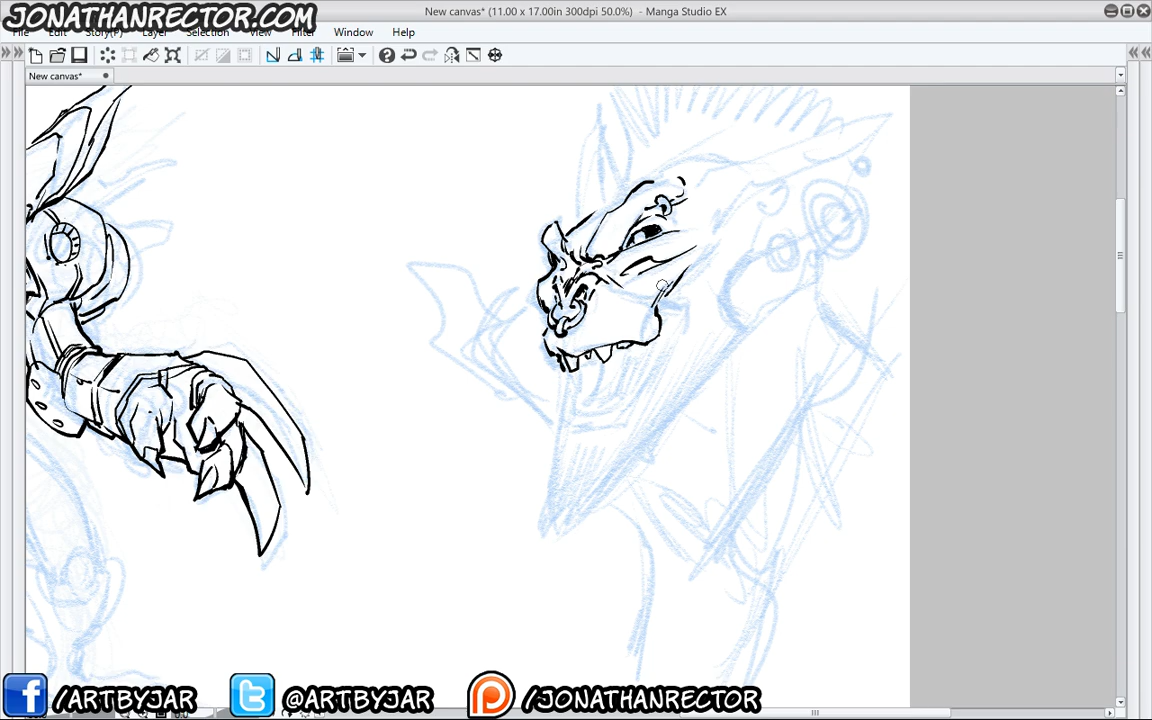 JONATHANRECTOR.COM
New canvas* (11.00 x 17.00in 300dpi 50.0%) - Manga Studio EX
File Edit Story(P) Layer Selection View Filter Window Help
New canvas*
/ARTBYJAR @ARTBYJAR /JONATHANRECTOR